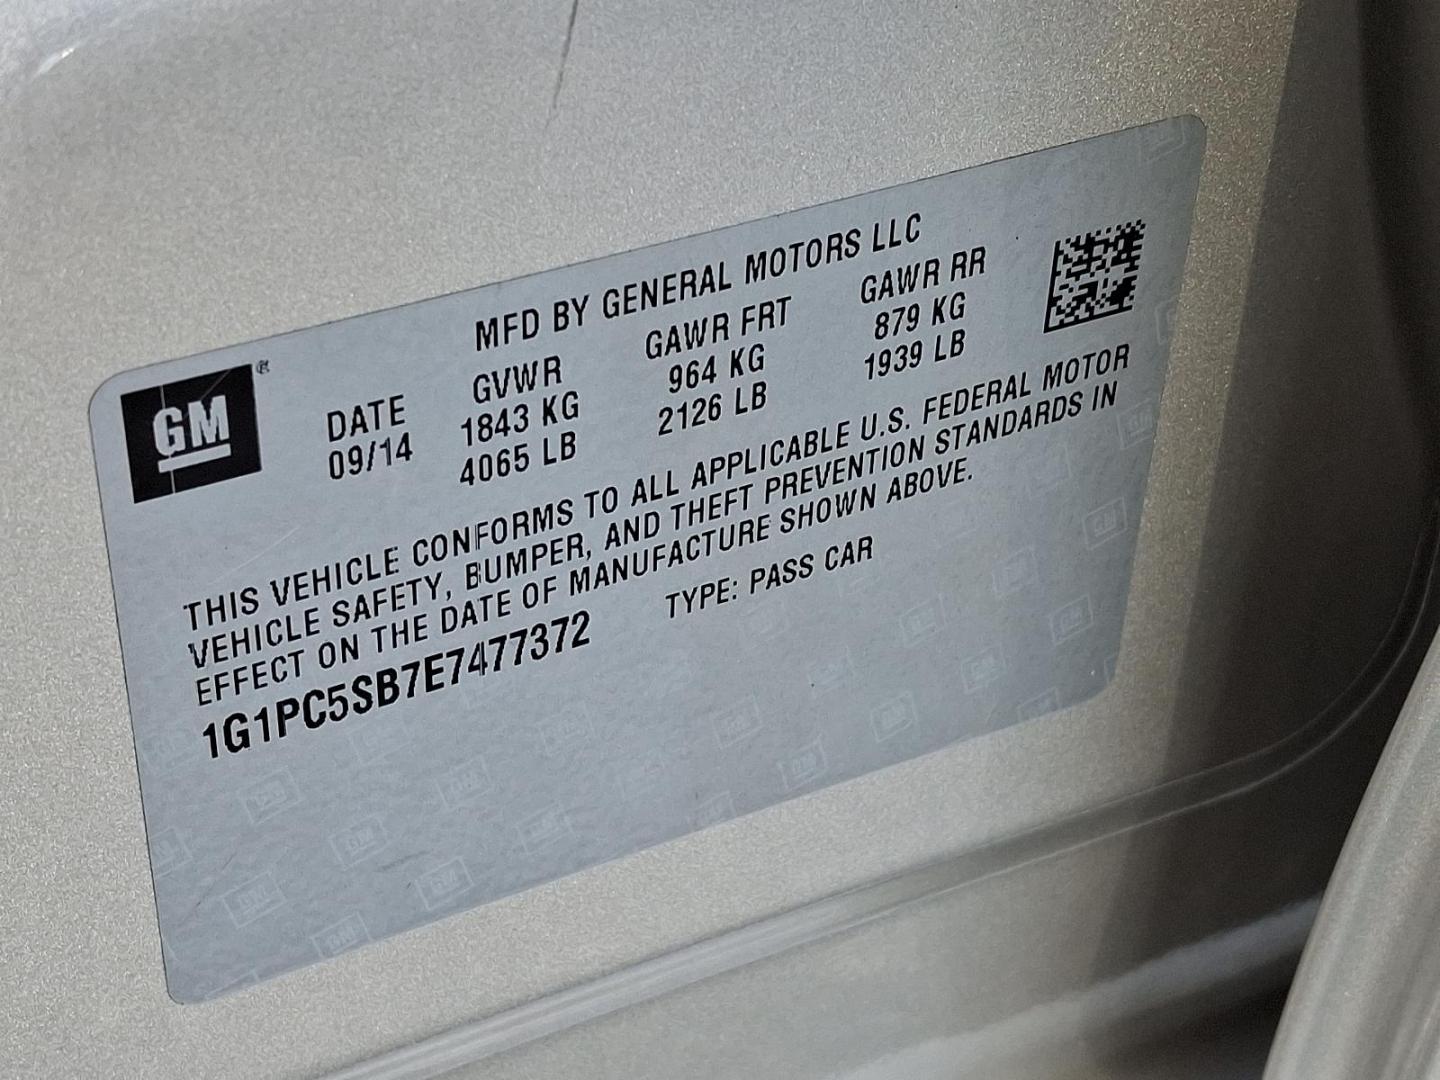 MFD BY GENERAL MOTORS LLC
GM®
DATE GVWR GAWR FRT GAWR RR
09/14 1843 KG 964 KG 879 KG
4065 LB 2126 LB 1939 LB
THIS VEHICLE CONFORMS TO ALL APPLICABLE U.S. FEDERAL MOTOR
VEHICLE SAFETY, BUMPER, AND THEFT PREVENTION STANDARDS IN
EFFECT ON THE DATE OF MANUFACTURE SHOWN ABOVE.
1G1PC5SB7E7477372 TYPE: PASS CAR